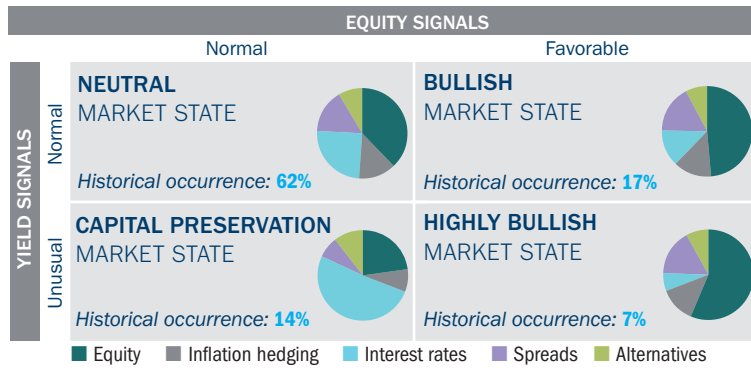 EQUITY SIGNALS
Normal
Favorable
YIELD SIGNALS
Normal
NEUTRAL
MARKET STATE
Historical occurrence: 62%
BULLISH
MARKET STATE
Historical occurrence: 17%
Unusual
CAPITAL PRESERVATION
MARKET STATE
Historical occurrence: 14%
HIGHLY BULLISH
MARKET STATE
Historical occurrence: 7%
Equity Inflation hedging Interest rates Spreads Alternatives